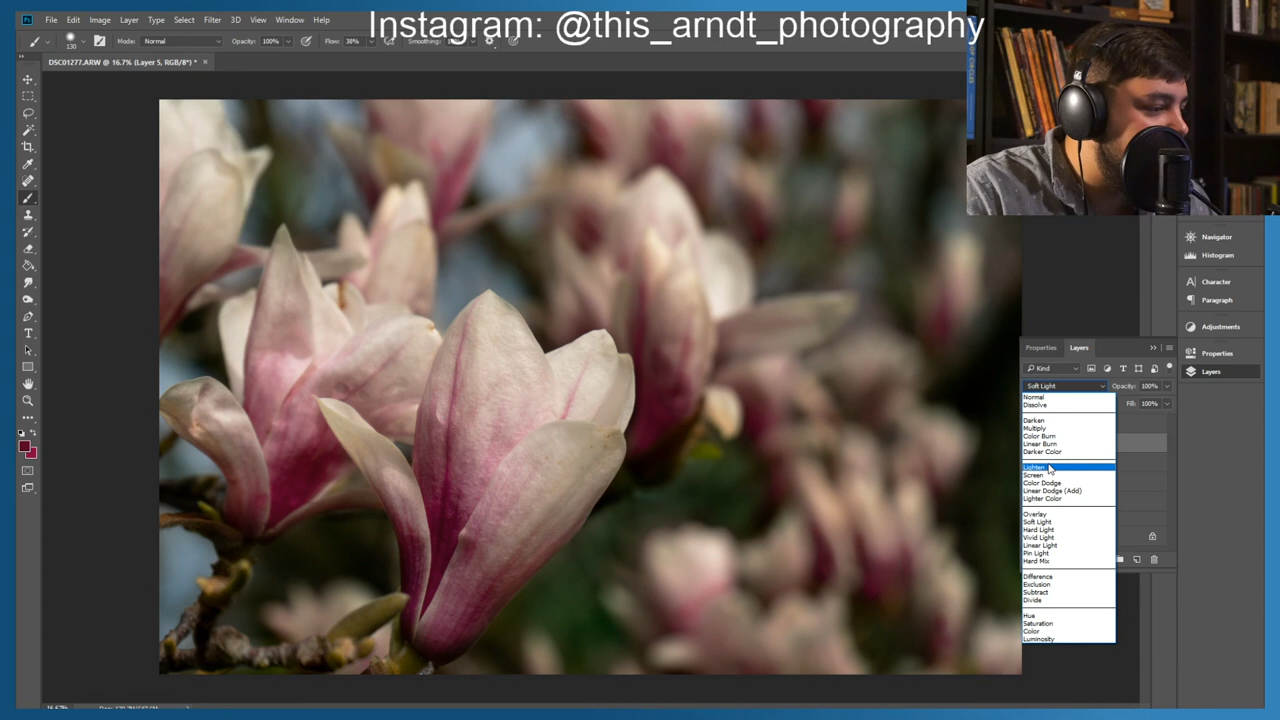 File Edit Image Layer Type Select Filter 3D View Window Help
Instagram: @this_arndt_photography
130 Mode: Normal Opacity: 100% Flow: 38% Smoothing:
DSC01277.ARW @ 16.7% (Layer 5, RGB/8*) * ×
Navigator
Histogram
Character
Paragraph
Adjustments
Properties
Layers
Properties Layers
Kind
Soft Light Opacity: 100%
Fill: 100%
Normal
Dissolve
Darken
Multiply
Color Burn
Linear Burn
Darker Color
Lighten
Screen
Color Dodge
Linear Dodge (Add)
Lighter Color
Overlay
Soft Light
Hard Light
Vivid Light
Linear Light
Pin Light
Hard Mix
Difference
Exclusion
Subtract
Divide
Hue
Saturation
Color
Luminosity